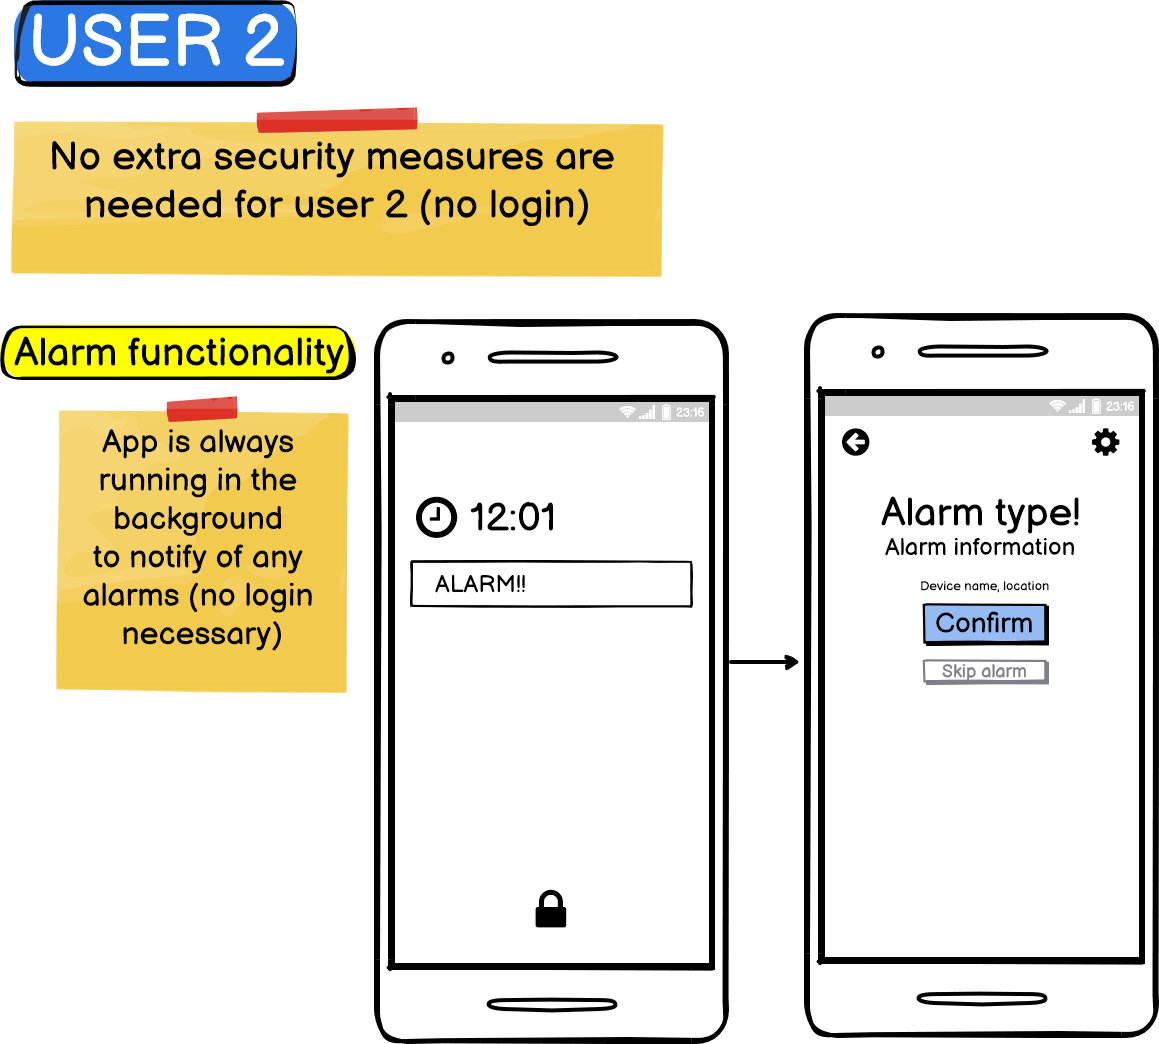 USER 2
No extra security measures are
needed for user 2 (no login)
Alarm functionality
App is always
running in the
background
to notify of any
alarms (no login
necessary)
23:16
12:01
ALARM!!
23:16
Alarm type!
Alarm information
Device name, location
Confirm
Skip alarm